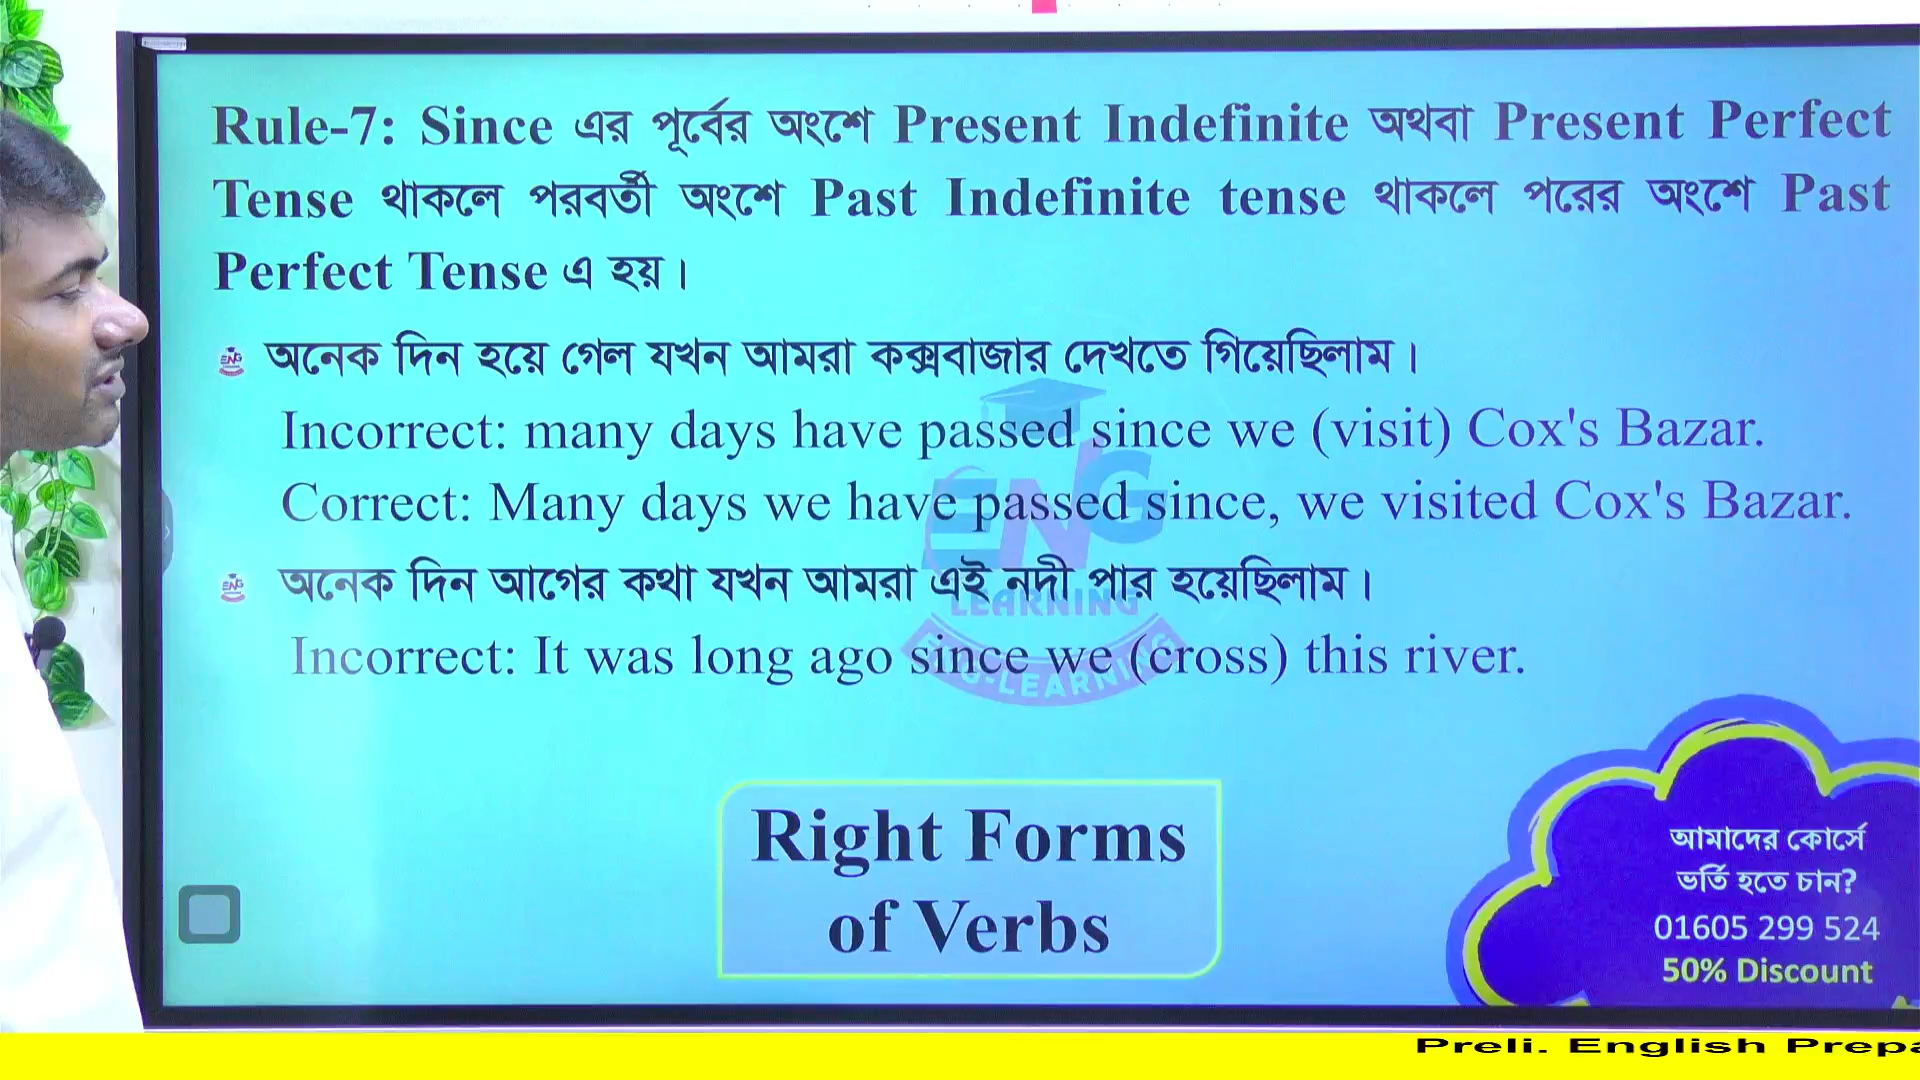 Rule-7: Since এর পূর্বের অংশে Present Indefinite অথবা Present Perfect
Tense থাকলে পরবর্তী অংশে Past Indefinite tense থাকলে পরের অংশে Past
Perfect Tense এ হয়।
অনেক দিন হয়ে গেল যখন আমরা কক্সবাজার দেখতে গিয়েছিলাম।
Incorrect: many days have passed since we (visit) Cox's Bazar.
Correct: Many days we have passed since, we visited Cox's Bazar.
অনেক দিন আগের কথা যখন আমরা এই নদী পার হয়েছিলাম।
Incorrect: It was long ago since we (cross) this river.
ENG
LEARNING
Right Forms
of Verbs
আমাদের কোর্সে
ভর্তি হতে চান?
01605 299 524
50% Discount
Preli. English